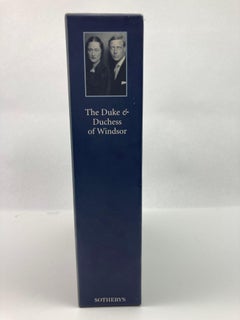 The Duke &
Duchess
of Windsor
SOTHEBY'S